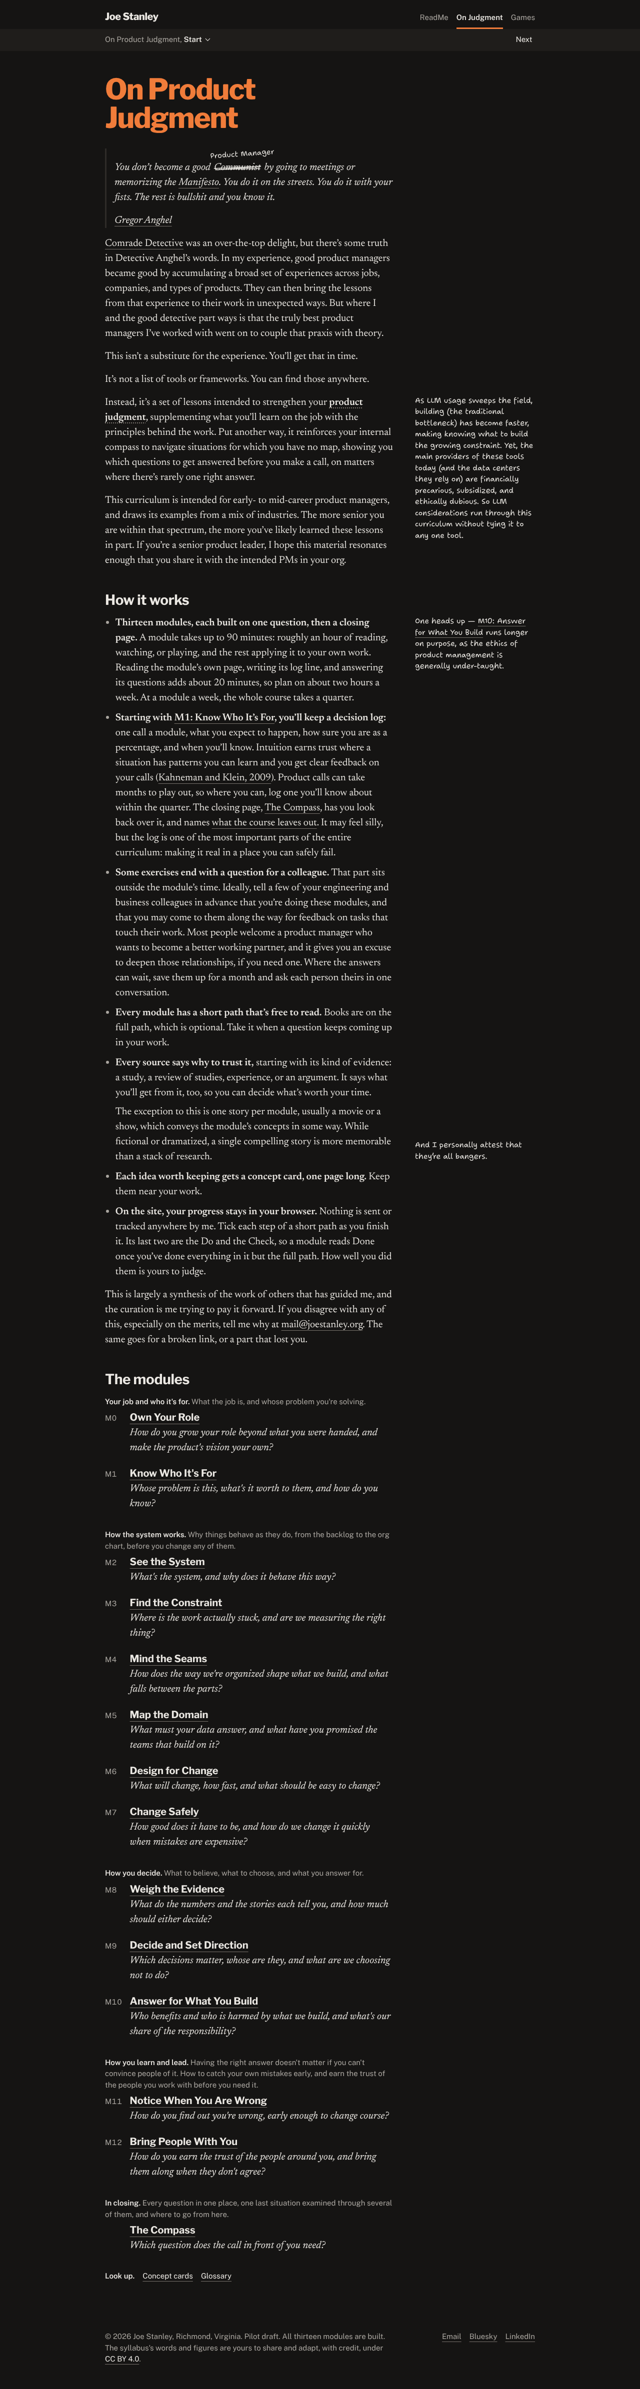 Joe Stanley
ReadMe On Judgment Games
On Product Judgment, Start
Next
On Product
Judgment
Product Manager
You don't become a good Communist by going to meetings or
memorizing the Manifesto. You do it on the streets. You do it with your
fists. The rest is bullshit and you know it.
Gregor Anghel
Comrade Detective was an over-the-top delight, but there's some truth
in Detective Anghel's words. In my experience, good product managers
became good by accumulating a broad set of experiences across jobs,
companies, and types of products. They can then bring the lessons
from that experience to their work in unexpected ways. But where I
and the good detective part ways is that the truly best product
managers I've worked with went on to couple that praxis with theory.
This isn't a substitute for the experience. You'll get that in time.
It's not a list of tools or frameworks. You can find those anywhere.
Instead, it's a set of lessons intended to strengthen your product
judgment, supplementing what you'll learn on the job with the
principles behind the work. Put another way, it reinforces your internal
compass to navigate situations for which you have no map, showing you
which questions to get answered before you make a call, on matters
where there's rarely one right answer.
As LLM usage sweeps the field,
building (the traditional
bottleneck) has become faster,
making knowing what to build
the growing constraint. Yet, the
main providers of these tools
today (and the data centers
they rely on) are financially
precarious, subsidized, and
ethically dubious. So LLM
considerations run through this
curriculum without tying it to
any one tool.
This curriculum is intended for early- to mid-career product managers,
and draws its examples from a mix of industries. The more senior you
are within that spectrum, the more you've likely learned these lessons
in part. If you're a senior product leader, I hope this material resonates
enough that you share it with the intended PMs in your org.
How it works
Thirteen modules, each built on one question, then a closing
page. A module takes up to 90 minutes: roughly an hour of reading,
watching, or playing, and the rest applying it to your own work.
Reading the module's own page, writing its log line, and answering
its questions adds about 20 minutes, so plan on about two hours a
week. At a module a week, the whole course takes a quarter.
One heads up — M10: Answer
for What You Build runs longer
on purpose, as the ethics of
product management is
generally under-taught.
Starting with M1: Know Who It's For, you'll keep a decision log:
one call a module, what you expect to happen, how sure you are as a
percentage, and when you'll know. Intuition earns trust where a
situation has patterns you can learn and you get clear feedback on
your calls (Kahneman and Klein, 2009). Product calls can take
months to play out, so where you can, log one you'll know about
within the quarter. The closing page, The Compass, has you look
back over it, and names what the course leaves out. It may feel silly,
but the log is one of the most important parts of the entire
curriculum: making it real in a place you can safely fail.
Some exercises end with a question for a colleague. That part sits
outside the module's time. Ideally, tell a few of your engineering and
business colleagues in advance that you're doing these modules, and
that you may come to them along the way for feedback on tasks that
touch their work. Most people welcome a product manager who
wants to become a better working partner, and it gives you an excuse
to deepen those relationships, if you need one. Where the answers
can wait, save them up for a month and ask each person theirs in one
conversation.
Every module has a short path that's free to read. Books are on the
full path, which is optional. Take it when a question keeps coming up
in your work.
Every source says why to trust it, starting with its kind of evidence:
a study, a review of studies, experience, or an argument. It says what
you'll get from it, too, so you can decide what's worth your time.
The exception to this is one story per module, usually a movie or a
show, which conveys the module's concepts in some way. While
fictional or dramatized, a single compelling story is more memorable
than a stack of research.
And I personally attest that
they're all bangers.
Each idea worth keeping gets a concept card, one page long. Keep
them near your work.
On the site, your progress stays in your browser. Nothing is sent or
tracked anywhere by me. Tick each step of a short path as you finish
it. Its last two are the Do and the Check, so a module reads Done
once you've done everything in it but the full path. How well you did
them is yours to judge.
This is largely a synthesis of the work of others that has guided me, and
the curation is me trying to pay it forward. If you disagree with any of
this, especially on the merits, tell me why at mail@joestanley.org. The
same goes for a broken link, or a part that lost you.
The modules
Your job and who it's for. What the job is, and whose problem you're solving.
M0 Own Your Role
How do you grow your role beyond what you were handed, and
make the product's vision your own?
M1 Know Who It's For
Whose problem is this, what's it worth to them, and how do you
know?
How the system works. Why things behave as they do, from the backlog to the org
chart, before you change any of them.
M2 See the System
What's the system, and why does it behave this way?
M3 Find the Constraint
Where is the work actually stuck, and are we measuring the right
thing?
M4 Mind the Seams
How does the way we're organized shape what we build, and what
falls between the parts?
M5 Map the Domain
What must your data answer, and what have you promised the
teams that build on it?
M6 Design for Change
What will change, how fast, and what should be easy to change?
M7 Change Safely
How good does it have to be, and how do we change it quickly
when mistakes are expensive?
How you decide. What to believe, what to choose, and what you answer for.
M8 Weigh the Evidence
What do the numbers and the stories each tell you, and how much
should either decide?
M9 Decide and Set Direction
Which decisions matter, whose are they, and what are we choosing
not to do?
M10 Answer for What You Build
Who benefits and who is harmed by what we build, and what's our
share of the responsibility?
How you learn and lead. Having the right answer doesn't matter if you can't
convince people of it. How to catch your own mistakes early, and earn the trust of
the people you work with before you need it.
M11 Notice When You Are Wrong
How do you find out you're wrong, early enough to change course?
M12 Bring People With You
How do you earn the trust of the people around you, and bring
them along when they don't agree?
In closing. Every question in one place, one last situation examined through several
of them, and where to go from here.
The Compass
Which question does the call in front of you need?
Look up. Concept cards Glossary
© 2026 Joe Stanley, Richmond, Virginia. Pilot draft. All thirteen modules are built.
The syllabus's words and figures are yours to share and adapt, with credit, under
CC BY 4.0.
Email Bluesky LinkedIn